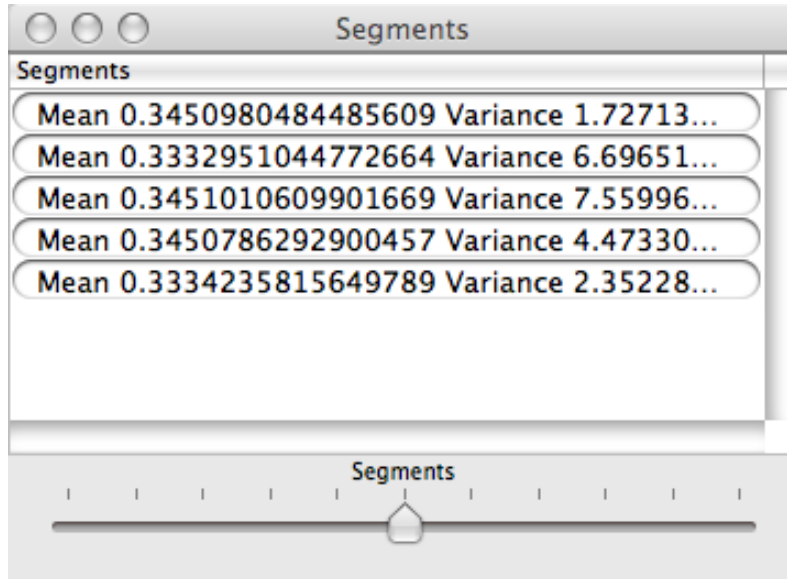 Segments
Segments
Mean 0.3450980484485609 Variance 1.72713...
Mean 0.3332951044772664 Variance 6.69651...
Mean 0.3451010609901669 Variance 7.55996...
Mean 0.3450786292900457 Variance 4.47330...
Mean 0.3334235815649789 Variance 2.35228...
Segments